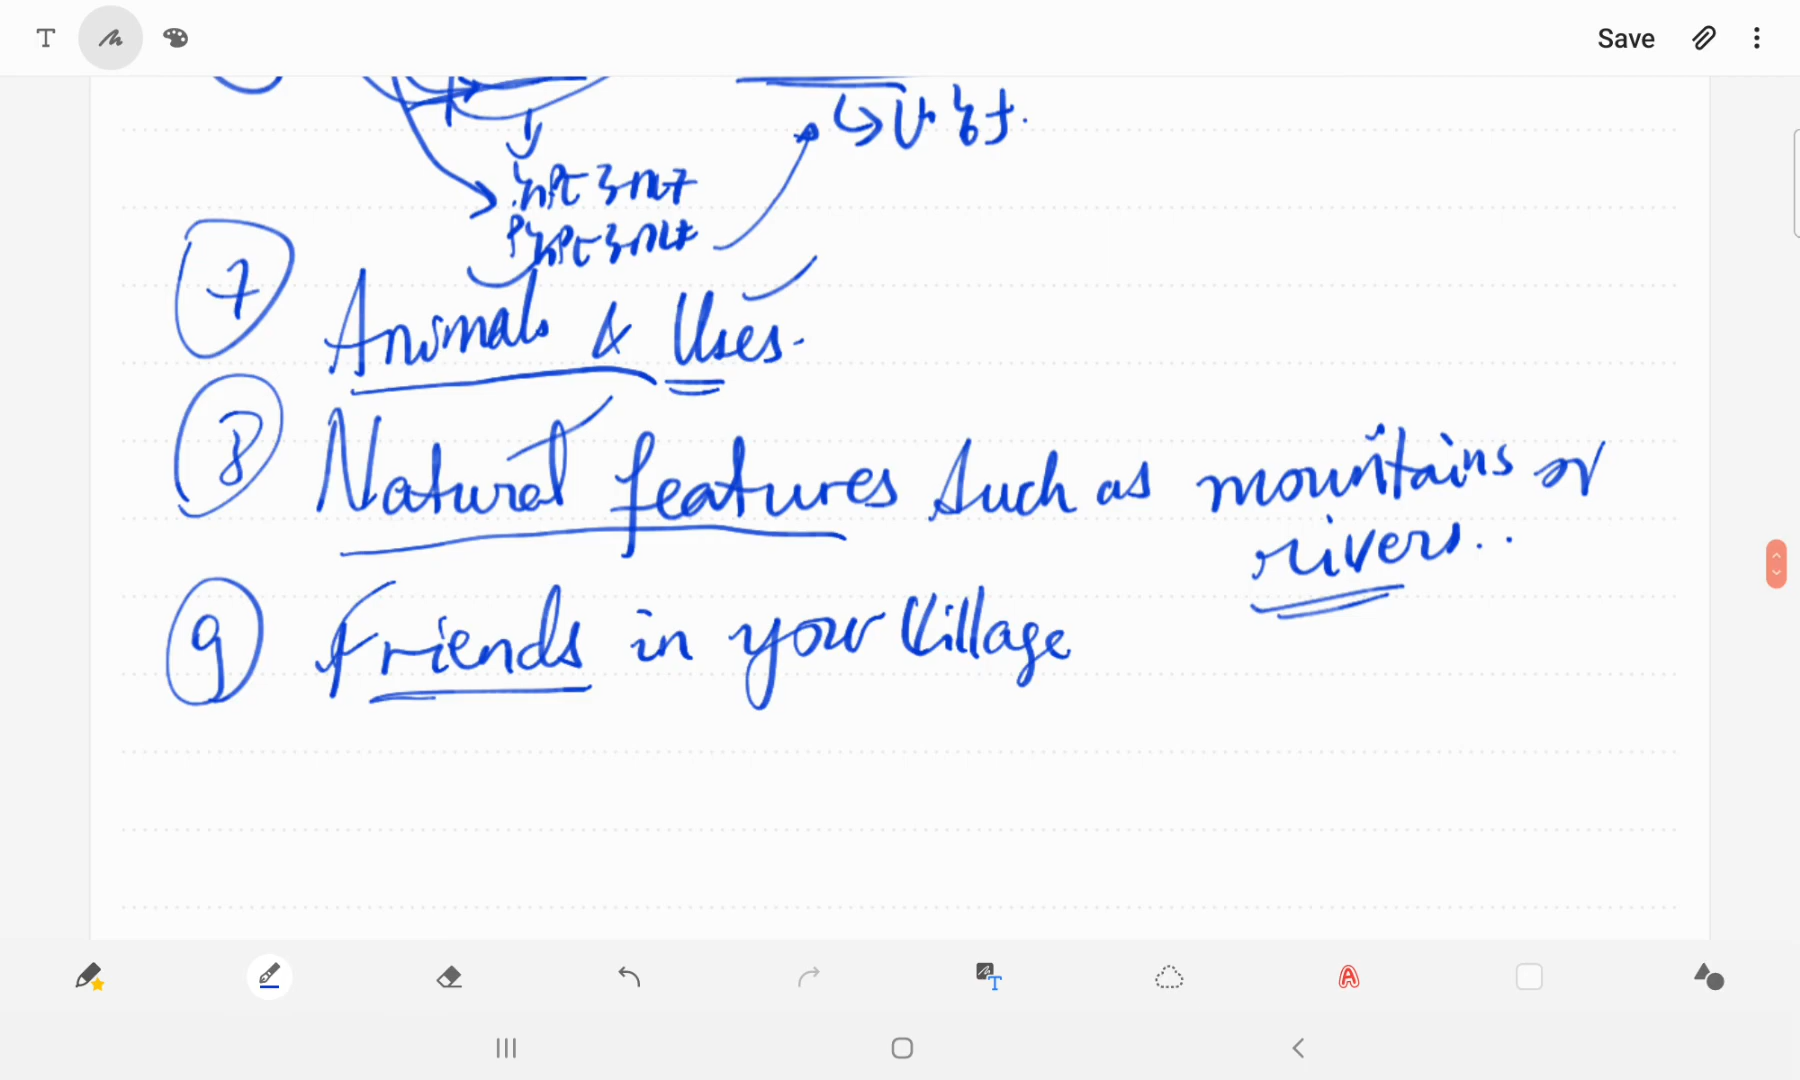 Save
7 Animals & Uses.
8 Natural features such as mountains or
rivers..
9 Friends in your Village